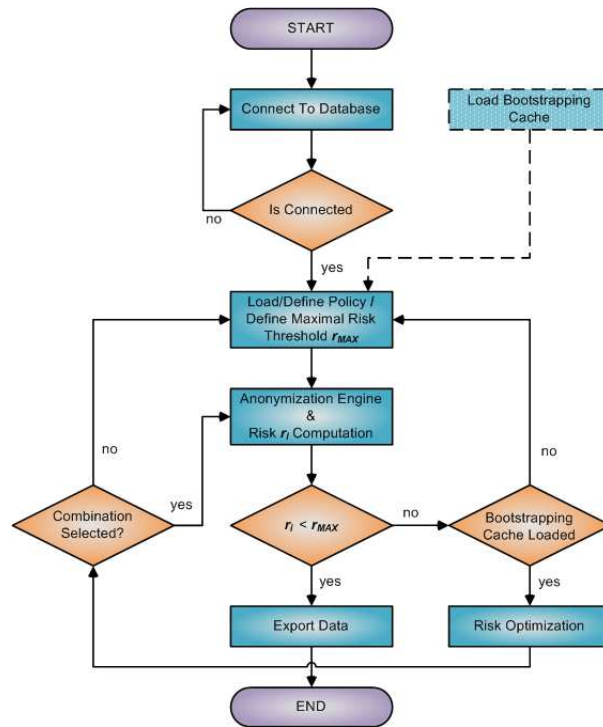 START
Connect To Database
Load Bootstrapping
Cache
Is Connected
no
yes
Load/Define Policy /
Define Maximal Risk
Threshold rMAX
Anonymization Engine
&
Risk rI Computation
no
no
yes
Combination
Selected?
rI < rMAX
no
Bootstrapping
Cache Loaded
yes
yes
Export Data
Risk Optimization
END